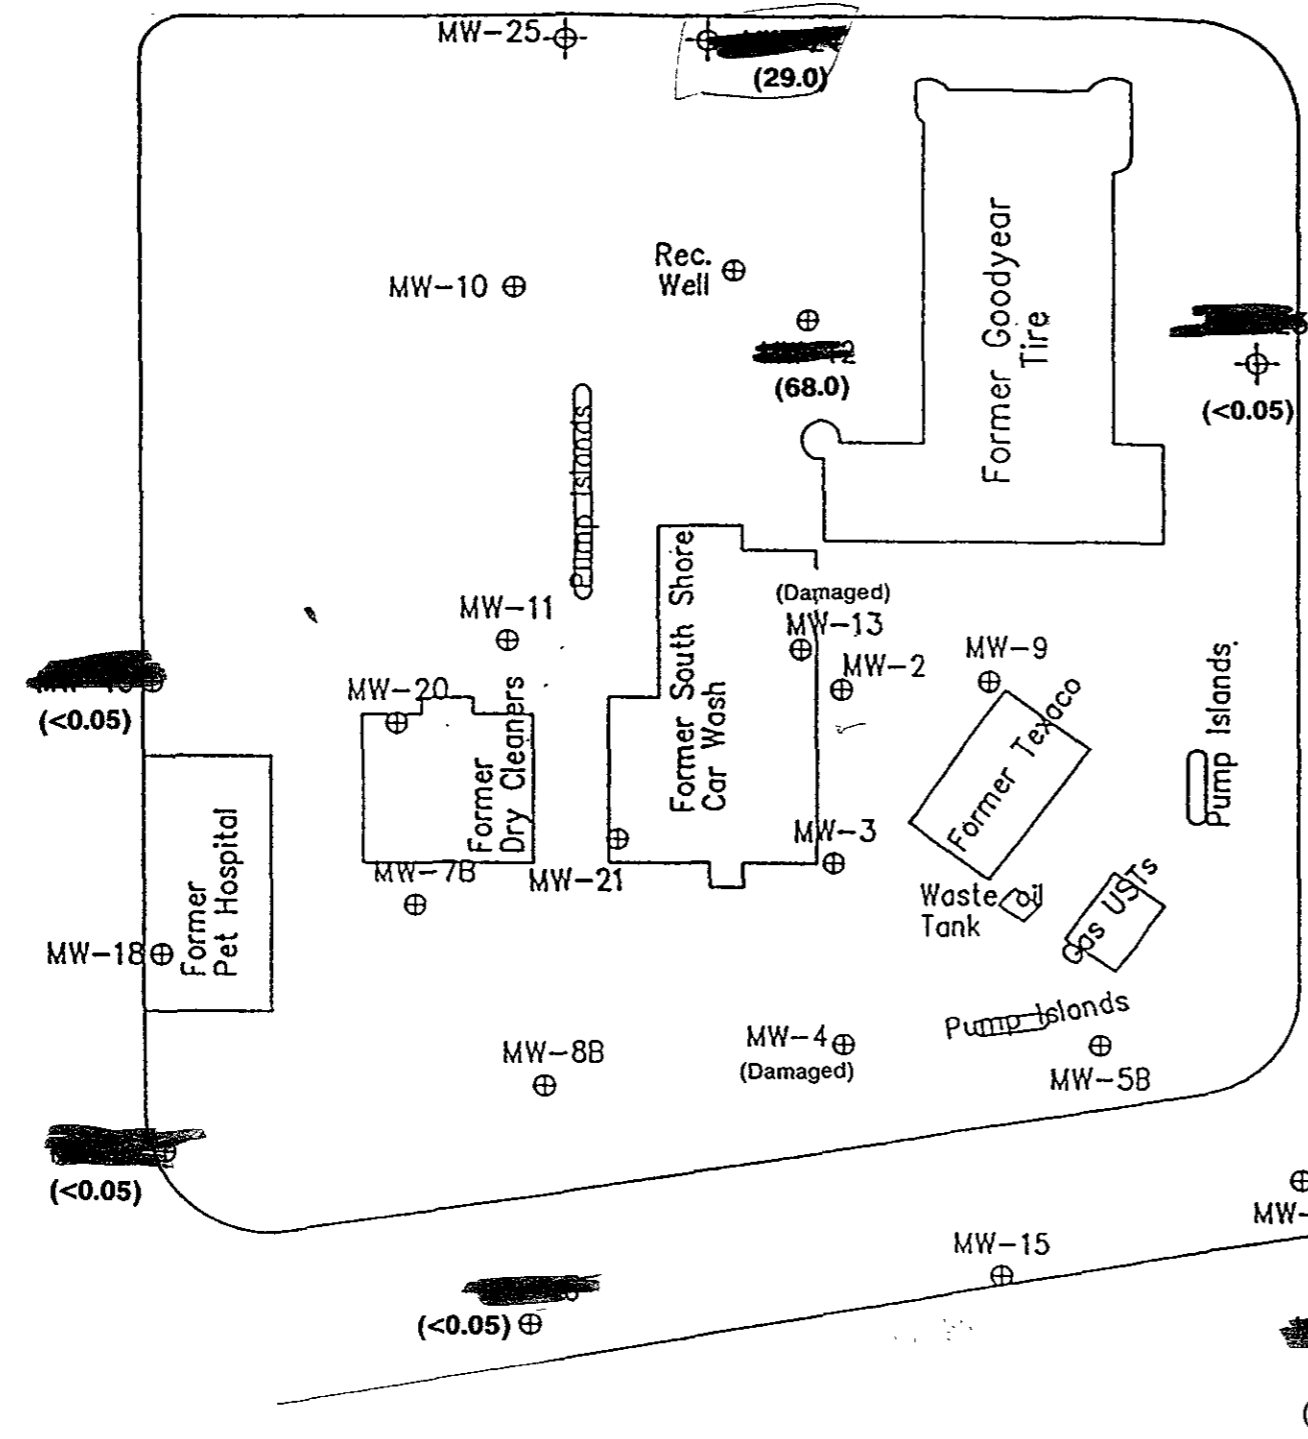 MW-25
(29.0)
Rec.
Well
MW-10
(68.0)
Former Goodyear
Tire
(<0.05)
Pump Islands
(Damaged)
MW-13
MW-11
MW-2
MW-9
MW-20
(<0.05)
Former South Shore
Car Wash
Former
Dry Cleaners
Former Texaco
Pump Islands
MW-3
MW-7B
MW-21
Former
Pet Hospital
Waste oil
Tank
Gas USTs
MW-18
Pump Islands
MW-8B
MW-4
(Damaged)
MW-5B
(<0.05)
MW-
MW-15
(<0.05)